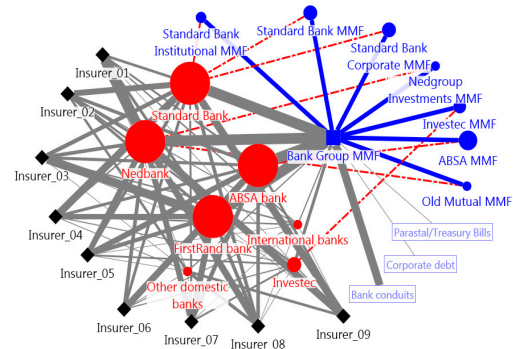 Standard Bank
Institutional MMF
Standard Bank MMF
Standard Bank
Corporate MMF
Nedgroup
Investments MMF
Investec MMF
ABSA MMF
Old Mutual MMF
Bank Group MMF
Insurer_01
Insurer_02
Insurer_03
Insurer_04
Insurer_05
Insurer_06
Insurer_07
Insurer_08
Insurer_09
Standard Bank
Nedbank
ABSA bank
FirstRand bank
International banks
Investec
Other domestic
banks
Parastal/Treasury Bills
Corporate debt
Bank conduits